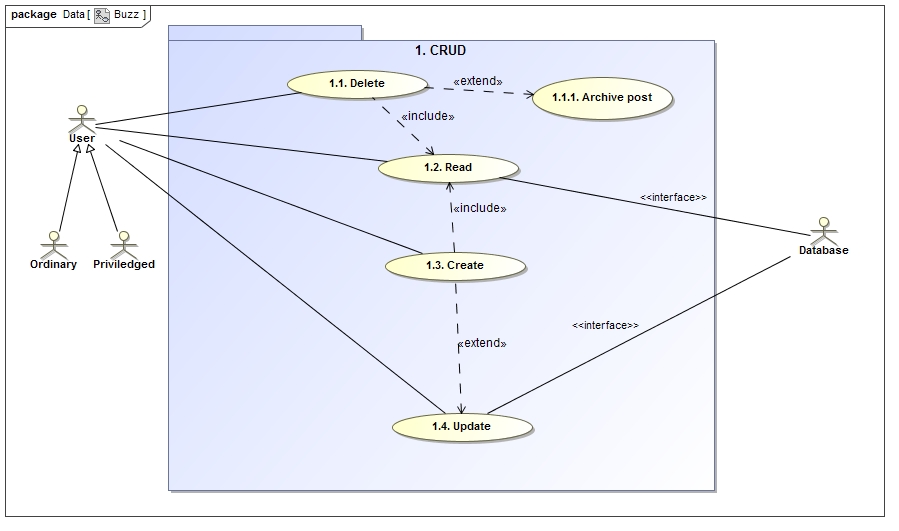 package Data[ Buzz ]
1. CRUD
1.1. Delete
«extend»
1.1.1. Archive post
«include»
User
1.2. Read
<<interface>>
«include»
Ordinary
Priviledged
Database
1.3. Create
<<interface>>
«extend»
1.4. Update